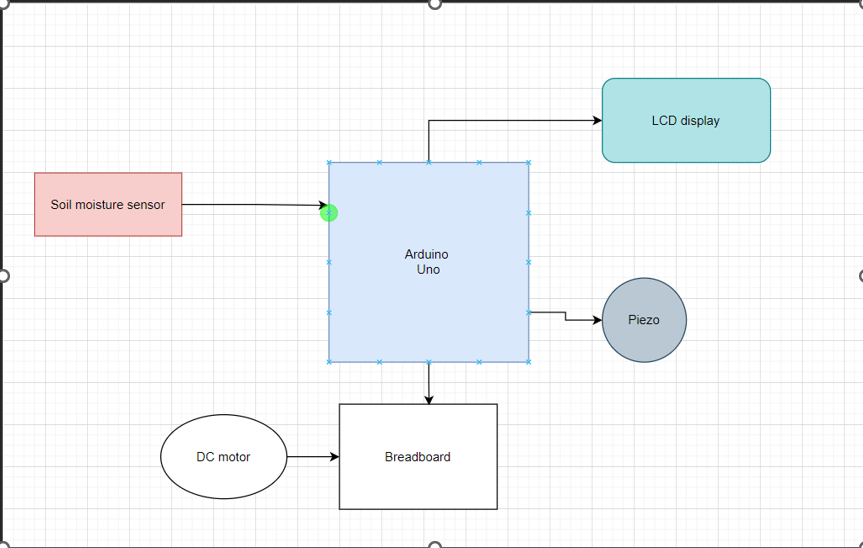 LCD display
Soil moisture sensor
Arduino
Uno
Piezo
DC motor
Breadboard